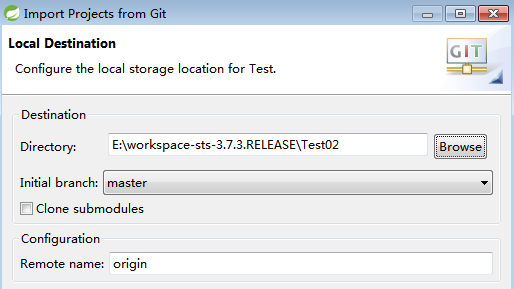 Import Projects from Git
Local Destination
Configure the local storage location for Test.
GIT
Destination
Directory: E:\workspace-sts-3.7.3.RELEASE\Test02 Browse
Initial branch: master
Clone submodules
Configuration
Remote name: origin